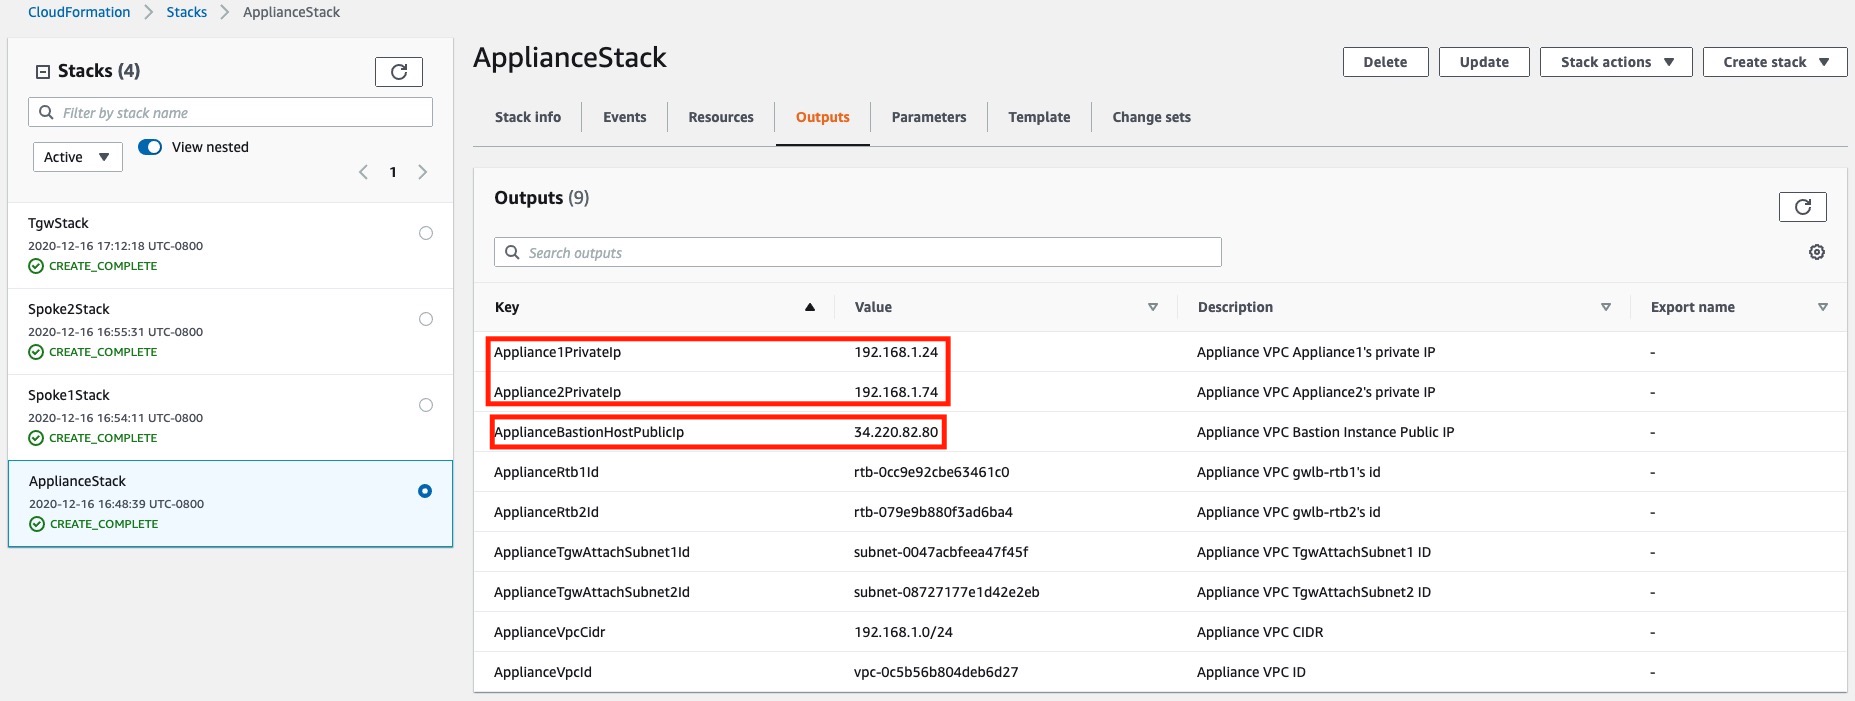 CloudFormation > Stacks > ApplianceStack
Stacks (4)
Filter by stack name
Active
View nested
1
TgwStack
2020-12-16 17:12:18 UTC-0800
CREATE_COMPLETE
Spoke2Stack
2020-12-16 16:55:31 UTC-0800
CREATE_COMPLETE
Spoke1Stack
2020-12-16 16:54:11 UTC-0800
CREATE_COMPLETE
ApplianceStack
2020-12-16 16:48:39 UTC-0800
CREATE_COMPLETE
ApplianceStack
Delete Update Stack actions Create stack
Stack info Events Resources Outputs Parameters Template Change sets
Outputs (9)
Search outputs
Key Value Description Export name
Appliance1PrivateIp 192.168.1.24 Appliance VPC Appliance1's private IP -
Appliance2PrivateIp 192.168.1.74 Appliance VPC Appliance2's private IP -
ApplianceBastionHostPublicIp 34.220.82.80 Appliance VPC Bastion Instance Public IP -
ApplianceRtb1Id rtb-0cc9e92cbe63461c0 Appliance VPC gwlb-rtb1's id -
ApplianceRtb2Id rtb-079e9b880f3ad6ba4 Appliance VPC gwlb-rtb2's id -
ApplianceTgwAttachSubnet1Id subnet-0047acbfeea47f45f Appliance VPC TgwAttachSubnet1 ID -
ApplianceTgwAttachSubnet2Id subnet-08727177e1d42e2eb Appliance VPC TgwAttachSubnet2 ID -
ApplianceVpcCidr 192.168.1.0/24 Appliance VPC CIDR -
ApplianceVpcId vpc-0c5b56b804deb6d27 Appliance VPC ID -